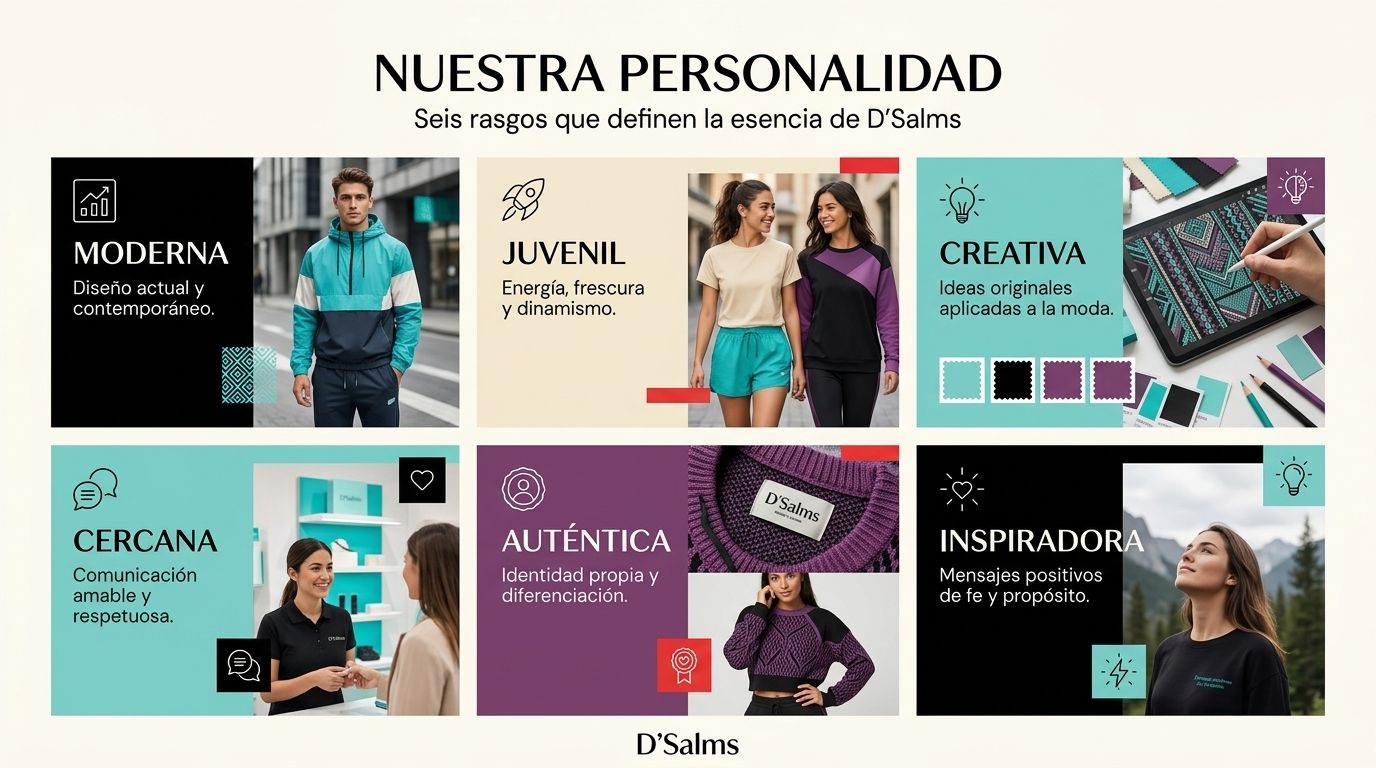 NUESTRA PERSONALIDAD
Seis rasgos que definen la esencia de D'Salms
MODERNA
Diseño actual y
contemporáneo.
JUVENIL
Energía, frescura
y dinamismo.
CREATIVA
Ideas originales
aplicadas a la moda.
CERCANA
Comunicación
amable y
respetuosa.
D'Salms
D'Salms
AUTÉNTICA
Identidad propia y
diferenciación.
D'Salms
INSPIRADORA
Mensajes positivos
de fe y propósito.
D'Salms